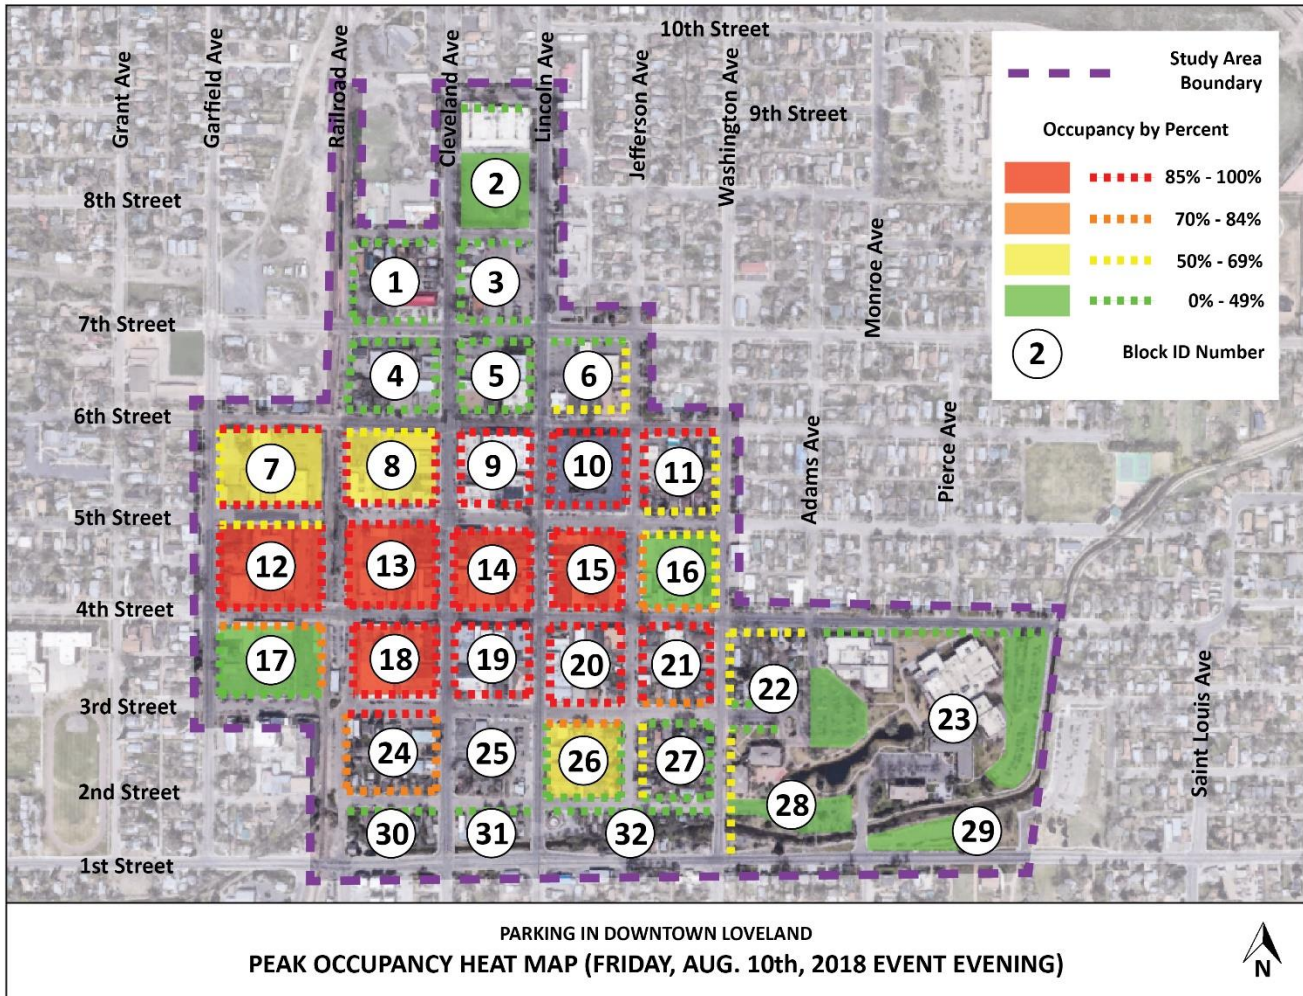 10th Street
Grant Ave
Garfield Ave
Railroad Ave
Cleveland Ave
Lincoln Ave
Jefferson Ave
Washington Ave
9th Street
Study Area
Boundary
Occupancy by Percent
85% - 100%
70% - 84%
50% - 69%
0% - 49%
2
Block ID Number
8th Street
2
Monroe Ave
1
3
7th Street
4
5
6
6th Street
Adams Ave
Pierce Ave
7
8
9
10
11
5th Street
12
13
14
15
16
4th Street
17
18
19
20
21
22
23
Saint Louis Ave
3rd Street
24
25
26
27
2nd Street
28
29
30
31
32
1st Street
PARKING IN DOWNTOWN LOVELAND
PEAK OCCUPANCY HEAT MAP (FRIDAY, AUG. 10th, 2018 EVENT EVENING)
N